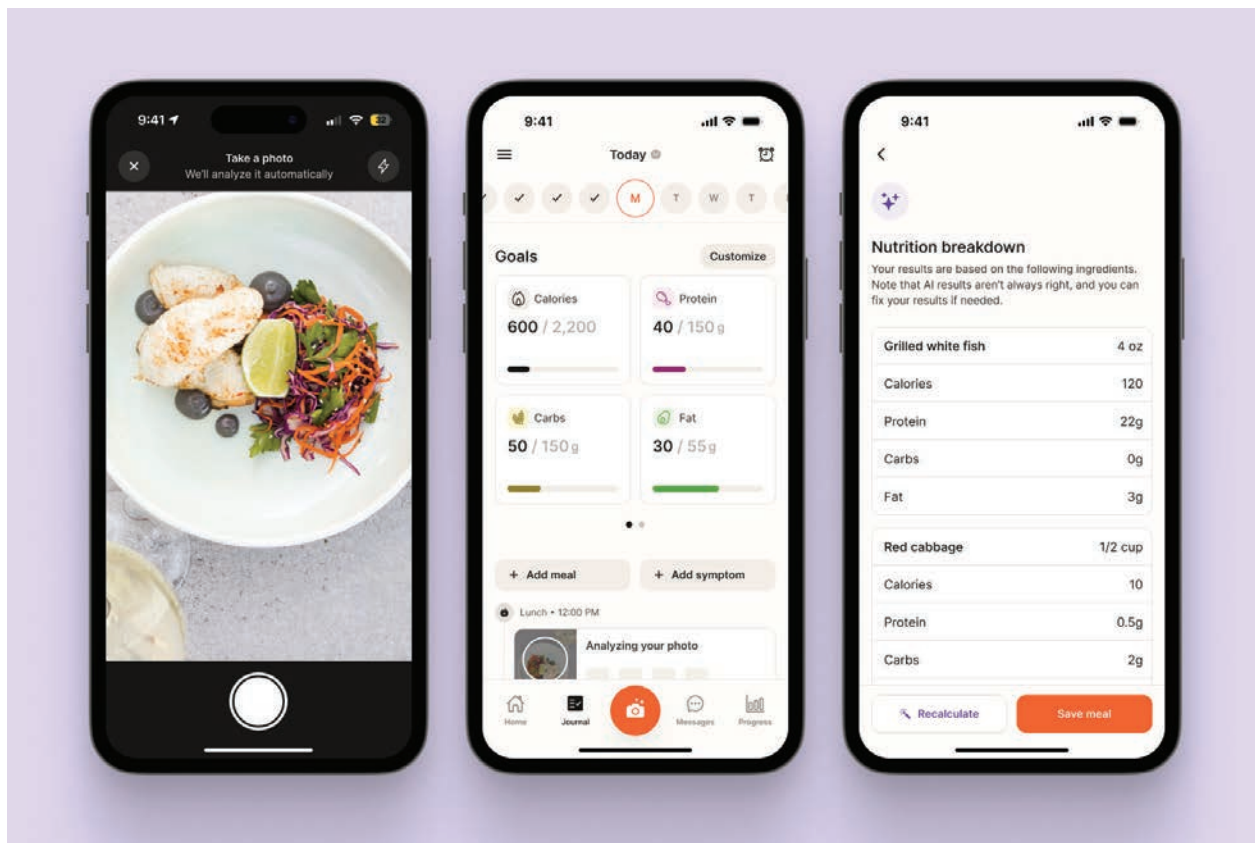 9:41
22
Take a photo
We'll analyze it automatically
9:41
Today
M T W T
Goals
Customize
Calories
600 / 2,200
Protein
40 / 150 g
Carbs
50 / 150 g
Fat
30 / 55 g
+ Add meal
+ Add symptom
Lunch • 12:00 PM
Analyzing your photo
Home
Journal
Messages
Progress
9:41
Nutrition breakdown
Your results are based on the following ingredients.
Note that AI results aren't always right, and you can
fix your results if needed.
Grilled white fish 4 oz
Calories 120
Protein 22g
Carbs 0g
Fat 3g
Red cabbage 1/2 cup
Calories 10
Protein 0.5g
Carbs 2g
Recalculate
Save meal